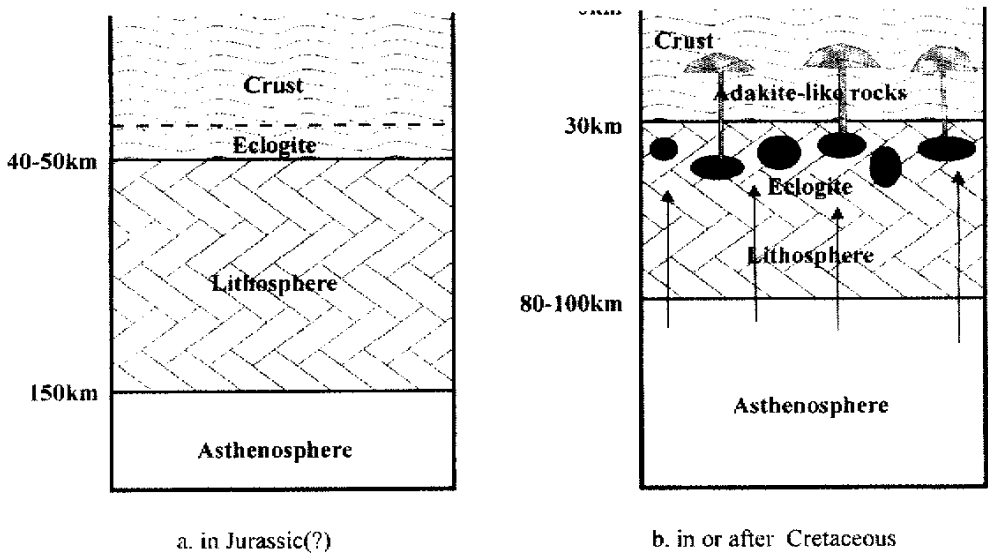 Crust
Eclogite
40-50km
Lithosphere
150km
Asthenosphere
a. in Jurassic(?)
Crust
Adakite-like rocks
30km
Eclogite
Lithosphere
80-100km
Asthenosphere
b. in or after Cretaceous